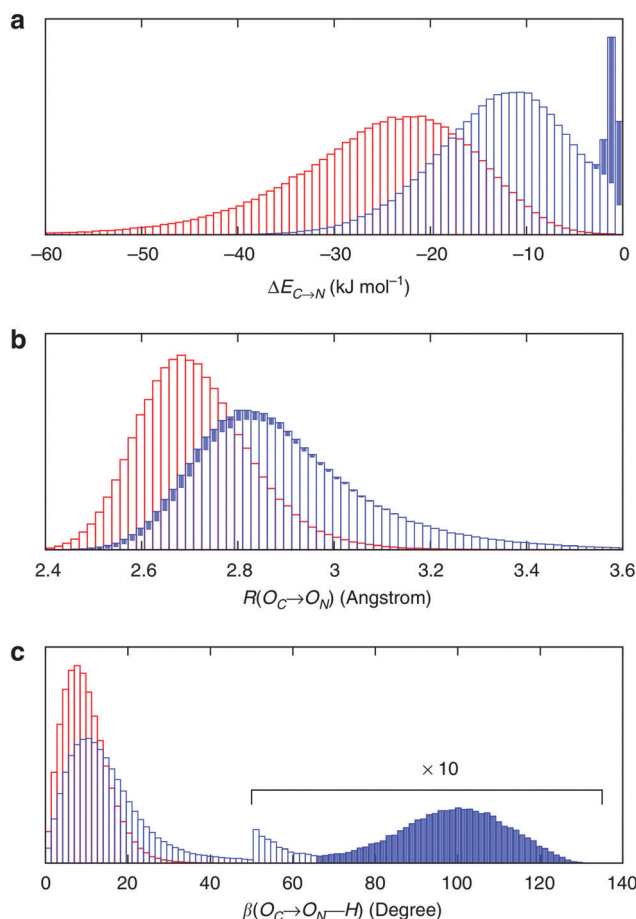 a
−60 −50 −40 −30 −20 −10 0
ΔE_C→N (kJ mol⁻¹)
b
2.4 2.6 2.8 3 3.2 3.4 3.6
R(O_C→O_N) (Angstrom)
c
× 10
0 20 40 60 80 100 120 140
β(O_C→O_N—H) (Degree)